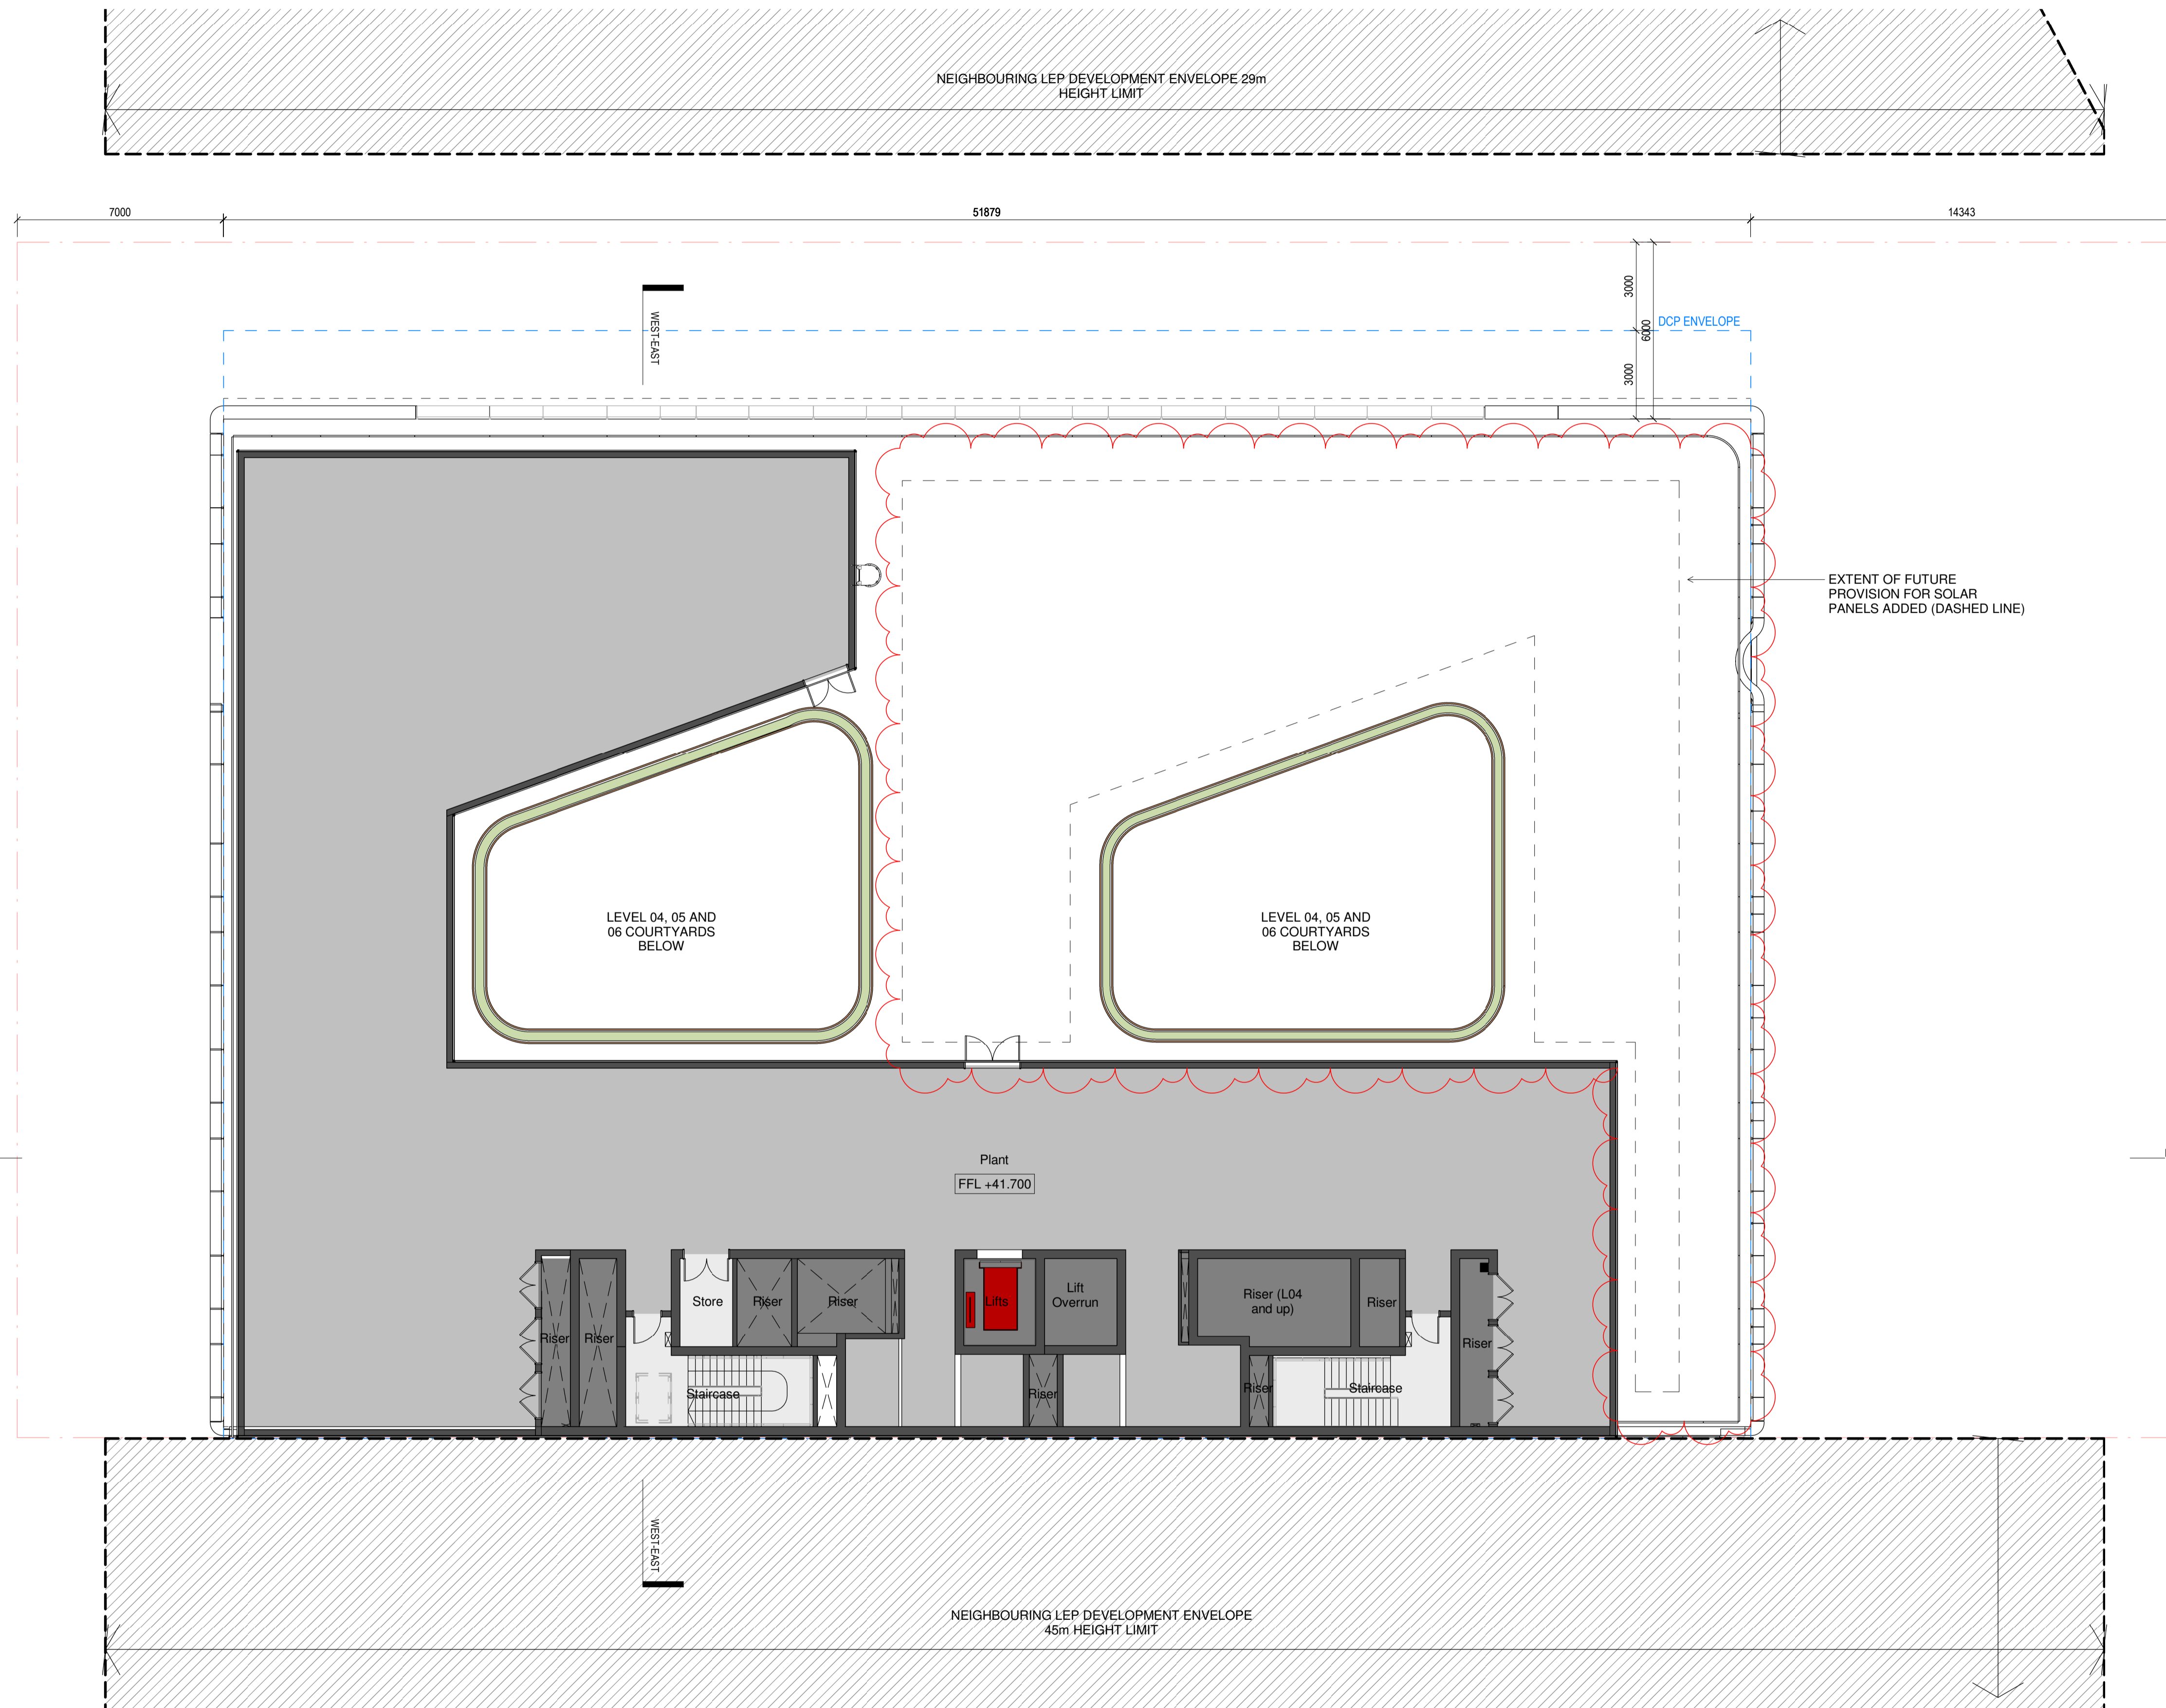 NEIGHBOURING LEP DEVELOPMENT ENVELOPE 29m
HEIGHT LIMIT
7000
51879
14343
3000
6000
3000
DCP ENVELOPE
WEST-EAST
EXTENT OF FUTURE
PROVISION FOR SOLAR
PANELS ADDED (DASHED LINE)
LEVEL 04, 05 AND
06 COURTYARDS
BELOW
LEVEL 04, 05 AND
06 COURTYARDS
BELOW
Plant
FFL +41.700
Riser
Riser
Store
Riser
Riser
Lifts
Lift
Overrun
Riser (L04
and up)
Riser
Riser
Staircase
Riser
Riser
Staircase
WEST-EAST
NEIGHBOURING LEP DEVELOPMENT ENVELOPE
45m HEIGHT LIMIT